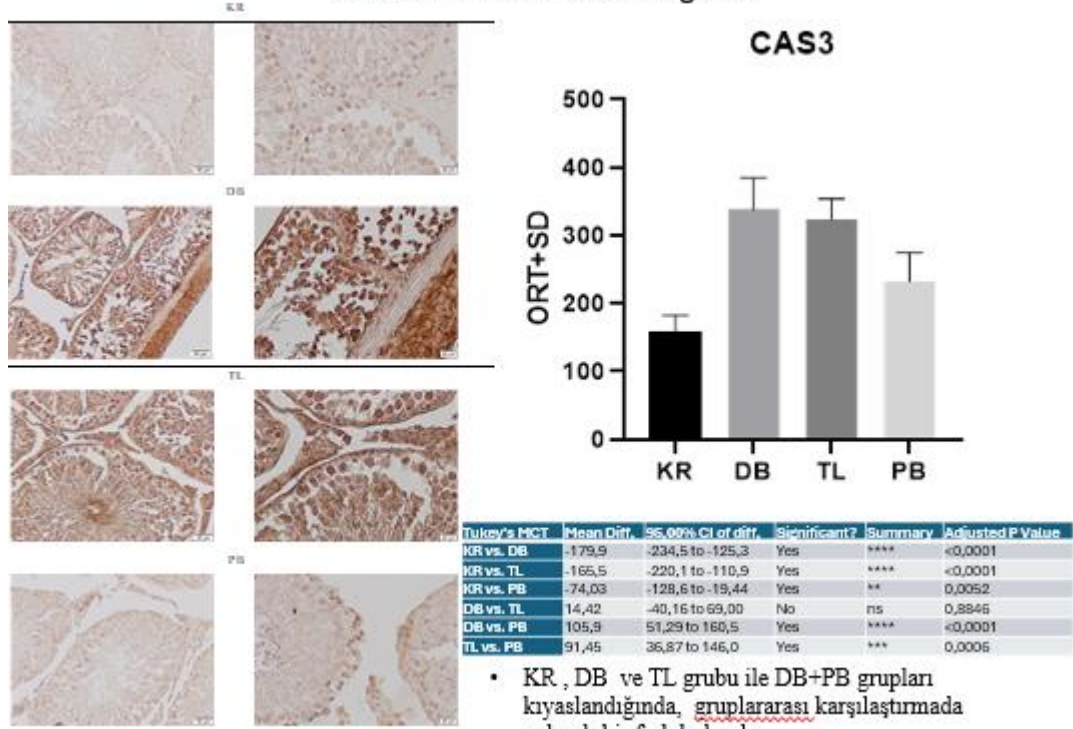 KR
DB
TL
PB
CAS3
ORT+SD
500
400
300
200
100
0
KR DB TL PB
Tukey's MCT Mean Diff, 95,00% CI of diff, Significant? Summary Adjusted P Value
KR vs. DB -179,9 -234,5 to -125,3 Yes **** <0,0001
KR vs. TL -165,5 -220,1 to -110,9 Yes **** <0,0001
KR vs. PB -74,03 -128,6 to -19,44 Yes ** 0,0052
DB vs. TL 14,42 -40,16 to 69,00 No ns 0,8846
DB vs. PB 105,9 51,29 to 160,5 Yes **** <0,0001
TL vs. PB 91,45 36,87 to 146,0 Yes *** 0,0006
• KR , DB ve TL grubu ile DB+PB grupları
kıyaslandığında, gruplararası karşılaştırmada